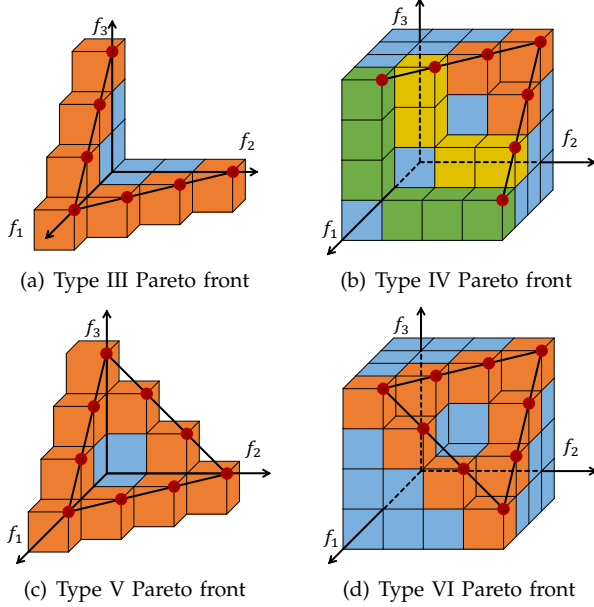 f₃
f₂
f₁
(a) Type III Pareto front
f₃
f₂
f₁
(b) Type IV Pareto front
f₃
f₂
f₁
(c) Type V Pareto front
f₃
f₂
f₁
(d) Type VI Pareto front